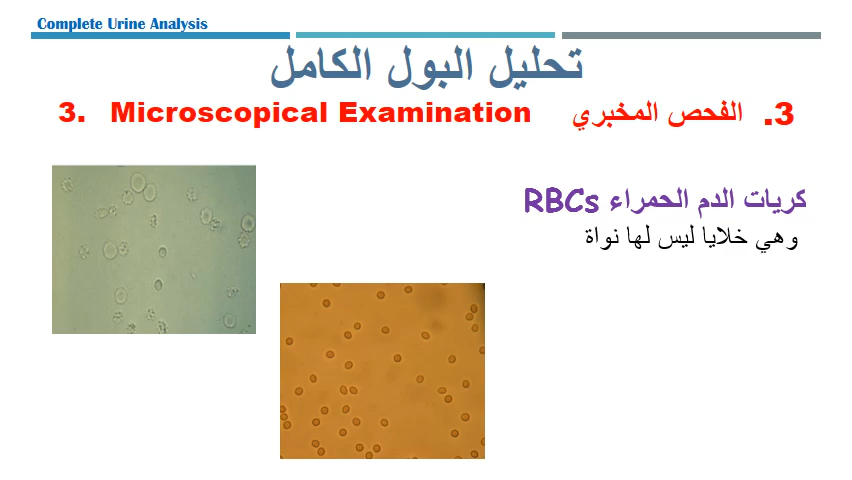 Complete Urine Analysis
تحليل البول الكامل
3. Microscopical Examination
3. الفحص المخبري
كريات الدم الحمراء RBCs
وهي خلايا ليس لها نواة